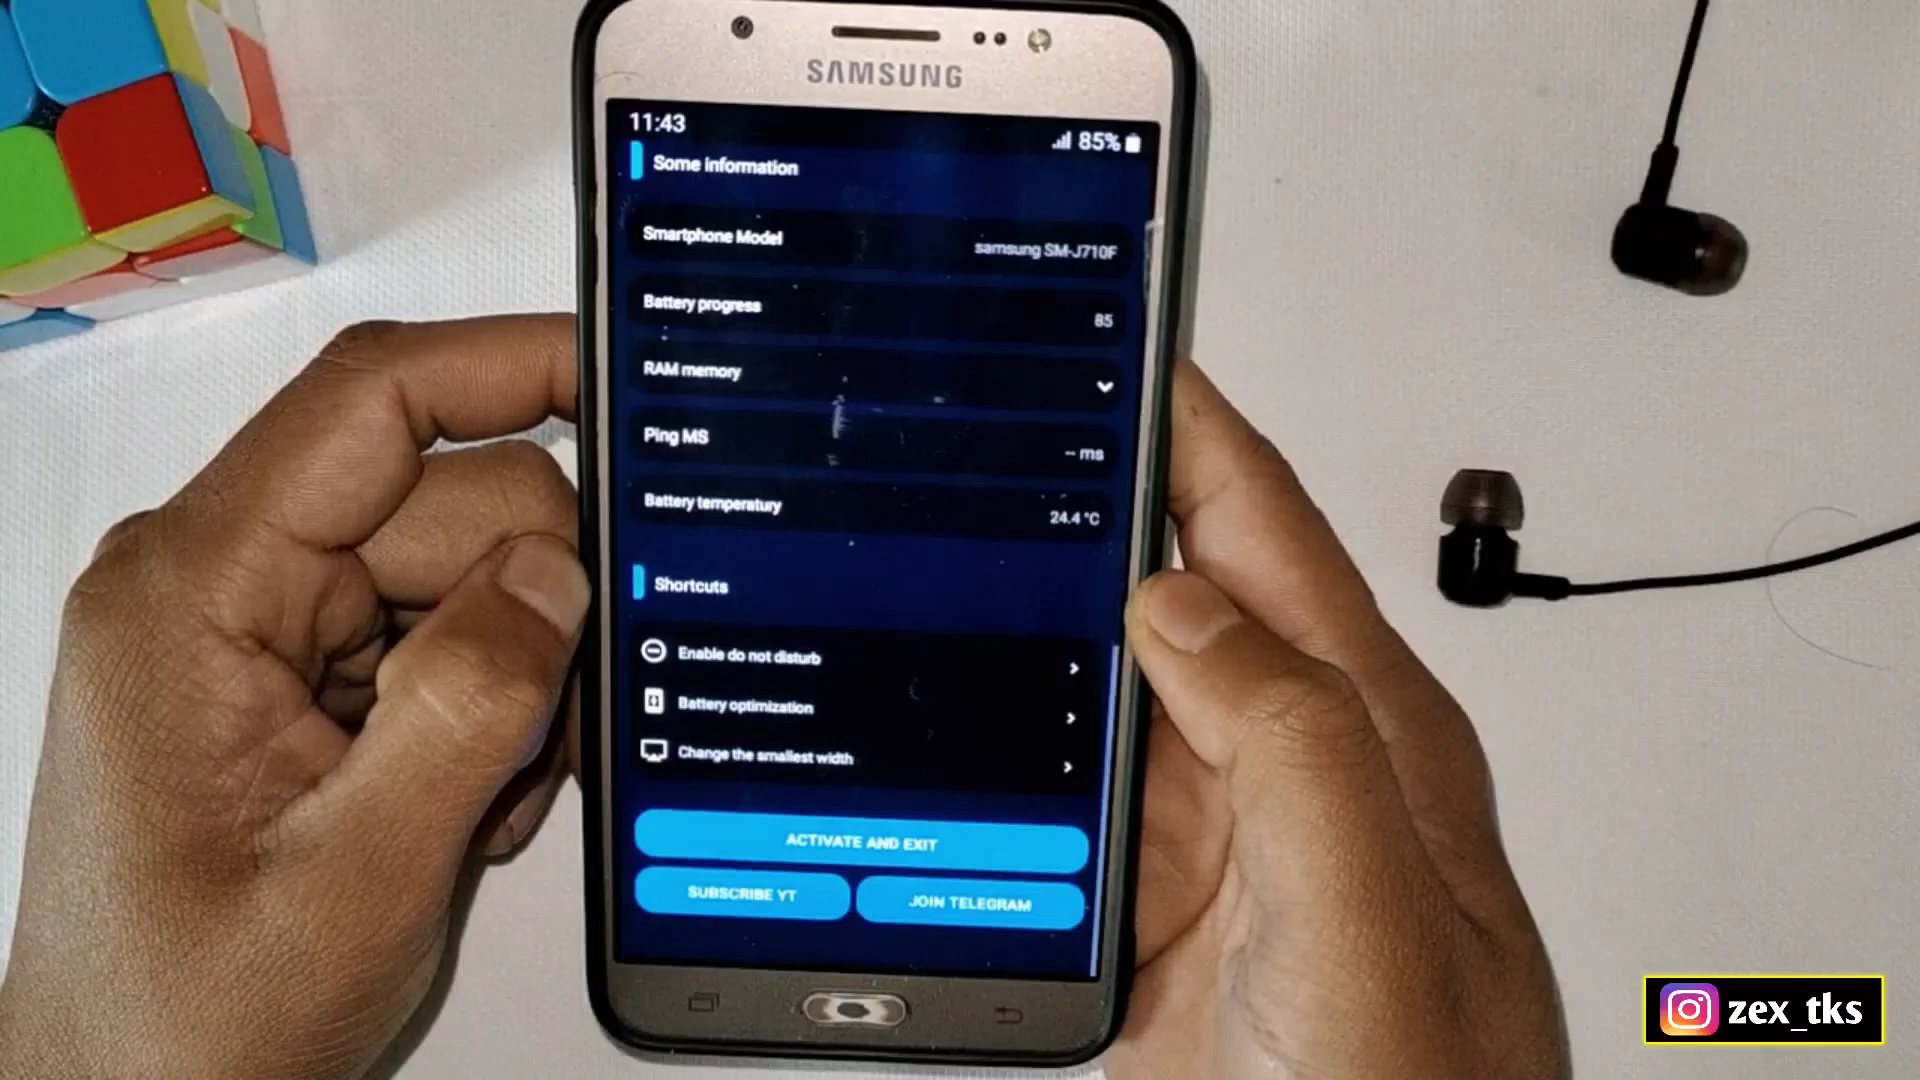 SAMSUNG
11:43
85%
Some information
Smartphone Model
samsung SM-J710F
Battery progress
85
RAM memory
Ping MS
-- ms
Battery temperatury
24.4 °C
Shortcuts
Enable do not disturb
Battery optimization
Change the smallest width
ACTIVATE AND EXIT
SUBSCRIBE YT
JOIN TELEGRAM
zex_tks